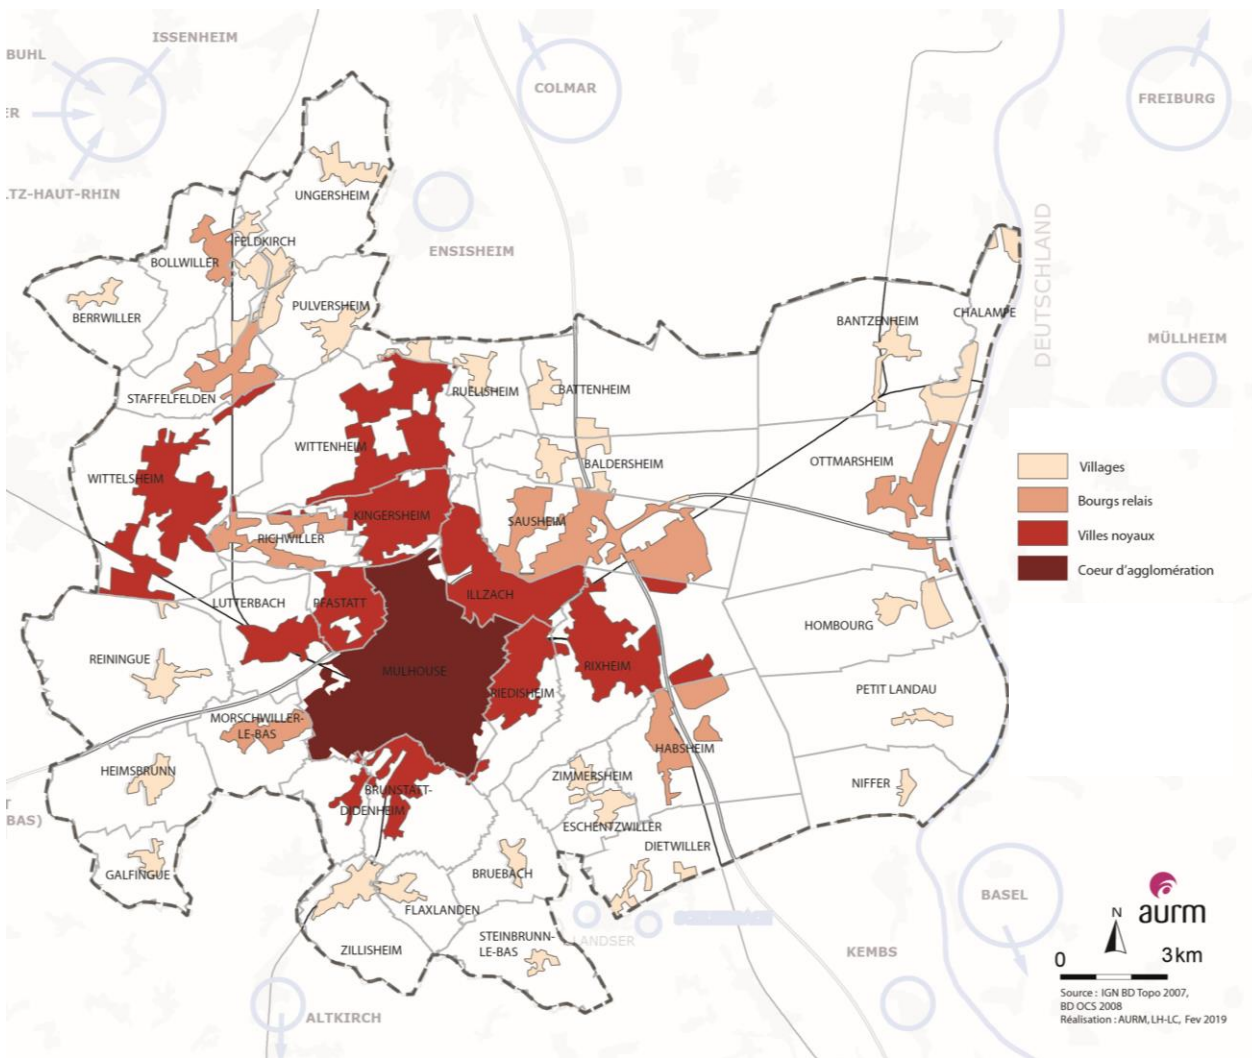 ISSENHEIM
BUHL
COLMAR
FREIBURG
ER
LTZ-HAUT-RHIN
UNGERSHEIM
DEUTSCHLAND
FELDKIRCH
ENSISHEIM
BOLLWILLER
PULVERSHEIM
BERRWILLER
CHALAMPE
BANTZENHEIM
MÜLLHEIM
RUELISHEIM
BATTENHEIM
STAFFELFELDEN
WITTENHEIM
BALDERSHEIM
OTTMARSHEIM
WITTELSHEIM
Villages
Bourgs relais
Villes noyaux
Coeur d'agglomération
KINGERSHEIM
SAUSHEIM
RICHWILLER
LUTTERBACH
PFASTATT
ILLZACH
HOMBOURG
REININGUE
MULHOUSE
RIXHEIM
RIEDISHEIM
PETIT LANDAU
MORSCHWILLER-
LE-BAS
HABSHEIM
HEIMSBRUNN
ZIMMERSHEIM
NIFFER
BRUNSTATT-
DIDENHEIM
BAS)
ESCHENTZWILLER
DIETWILLER
GALFINGUE
BRUEBACH
BASEL
FLAXLANDEN
LANDSER
STEINBRUNN-
LE-BAS
ZILLISHEIM
KEMBS
ALTKIRCH
aurm
N
0 3 km
Source : IGN BD Topo 2007,
BD OCS 2008
Réalisation : AURM, LH-LC, Fev 2019